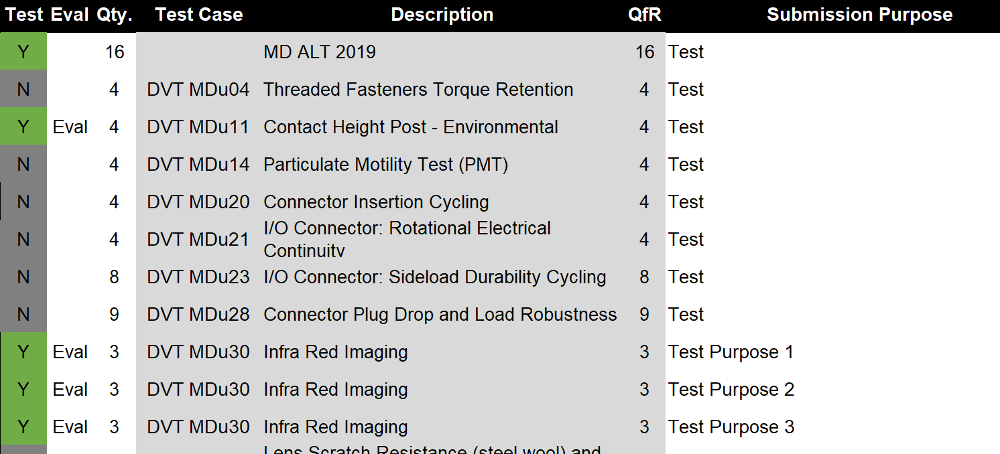 Test Eval Qty. Test Case Description QfR Submission Purpose
Y 16 MD ALT 2019 16 Test
N 4 DVT MDu04 Threaded Fasteners Torque Retention 4 Test
Y Eval 4 DVT MDu11 Contact Height Post - Environmental 4 Test
N 4 DVT MDu14 Particulate Motility Test (PMT) 4 Test
N 4 DVT MDu20 Connector Insertion Cycling 4 Test
I/O Connector: Rotational Electrical
N 4 DVT MDu21 4 Test
Continuity
N 8 DVT MDu23 I/O Connector: Sideload Durability Cycling 8 Test
N 9 DVT MDu28 Connector Plug Drop and Load Robustness 9 Test
Y Eval 3 DVT MDu30 Infra Red Imaging 3 Test Purpose 1
Y Eval 3 DVT MDu30 Infra Red Imaging 3 Test Purpose 2
Y Eval 3 DVT MDu30 Infra Red Imaging 3 Test Purpose 3
Lens Scratch Resistance (steel wool) and